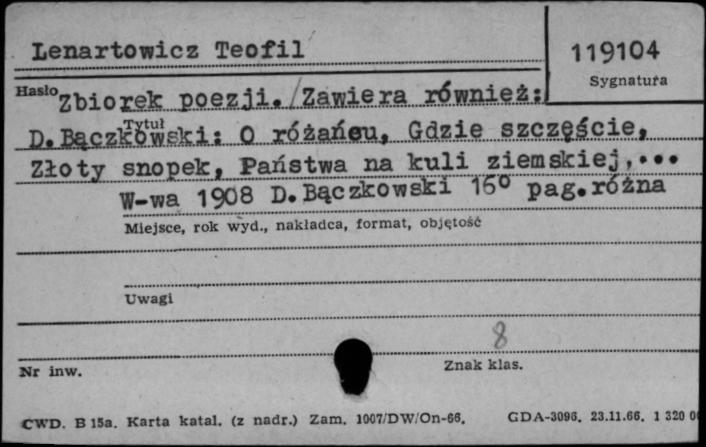 Lenartowicz Teofil
119104
Sygnatura
Hasło Zbiorek poezji. /Zawiera również:
Tytuł
D.Bączkowski: O różańcu, Gdzie szczęście,
Złoty snopek, Państwa na kuli ziemskiej,...
W-wa 1908 D.Bączkowski 16° pag.różna
Miejsce, rok wyd., nakładca, format, objętość
Uwagi
8
Nr inw.
Znak klas.
CWD. B 15a. Karta katal. (z nadr.) Zam. 1007/DW/On-66. GDA-3096. 23.11.66. 1 320